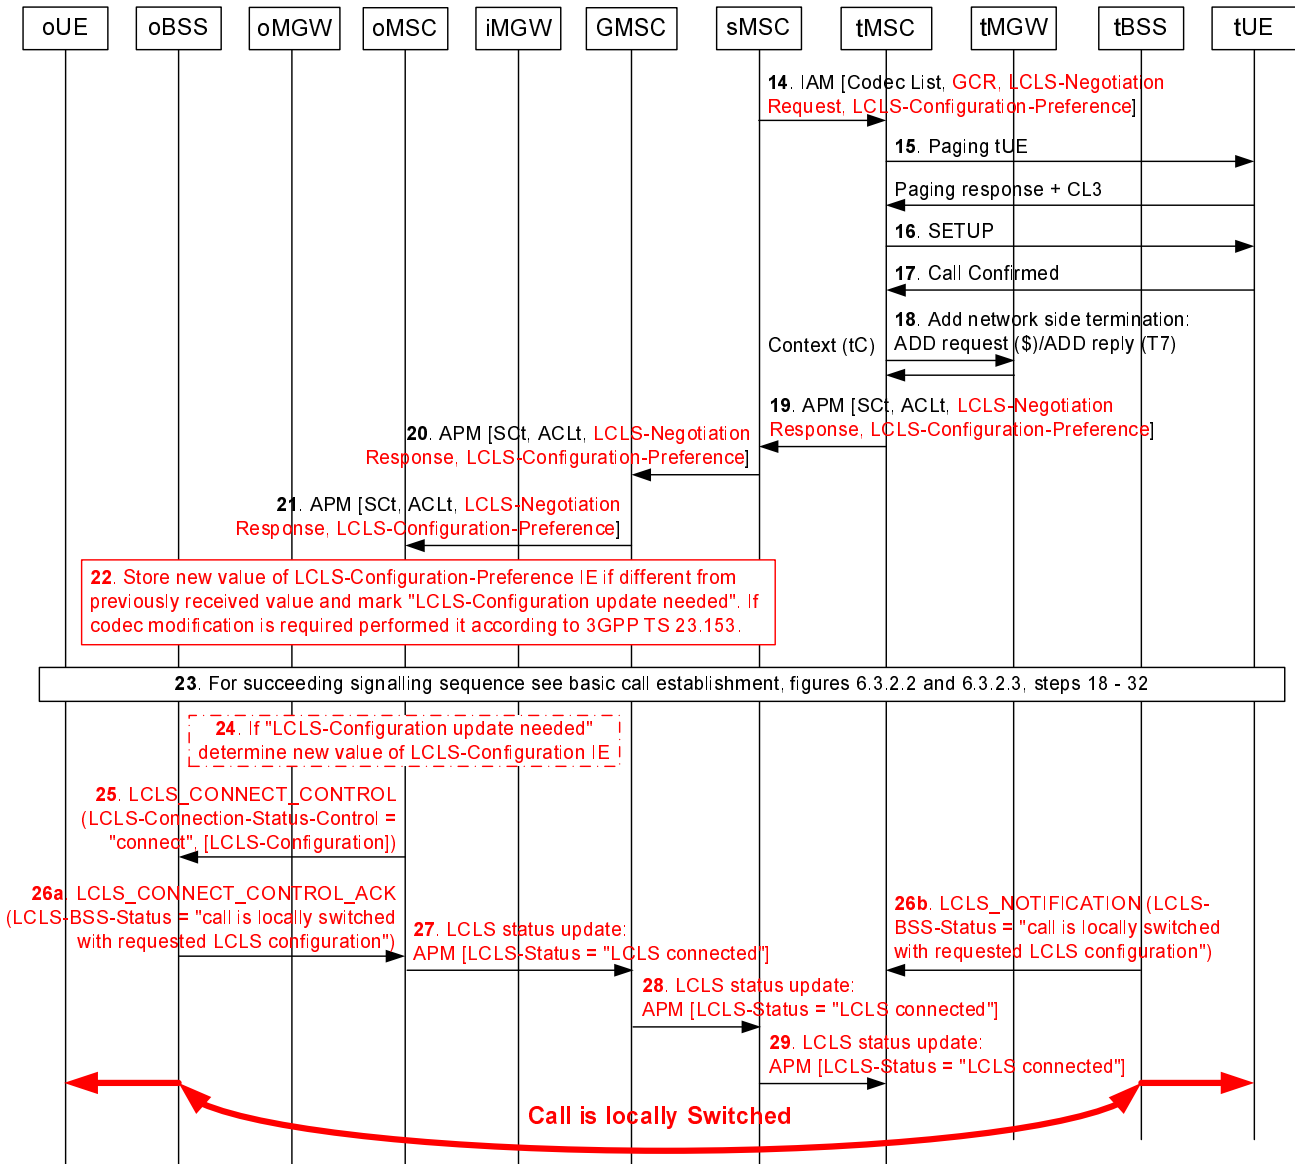 oUE oBSS oMGW oMSC iMGW GMSC sMSC tMSC tMGW tBSS tUE
14. IAM [Codec List, GCR, LCLS-Negotiation
Request, LCLS-Configuration-Preference]
15. Paging tUE
Paging response + CL3
16. SETUP
17. Call Confirmed
18. Add network side termination:
Context (tC)
ADD request ($)/ADD reply (T7)
19. APM [SCt, ACLt, LCLS-Negotiation
Response, LCLS-Configuration-Preference]
20. APM [SCt, ACLt, LCLS-Negotiation
Response, LCLS-Configuration-Preference]
21. APM [SCt, ACLt, LCLS-Negotiation
Response, LCLS-Configuration-Preference]
22. Store new value of LCLS-Configuration-Preference IE if different from
previously received value and mark "LCLS-Configuration update needed". If
codec modification is required performed it according to 3GPP TS 23.153.
23. For succeeding signalling sequence see basic call establishment, figures 6.3.2.2 and 6.3.2.3, steps 18 - 32
24. If "LCLS-Configuration update needed"
determine new value of LCLS-Configuration IE
25. LCLS_CONNECT_CONTROL
(LCLS-Connection-Status-Control =
"connect", [LCLS-Configuration])
26a. LCLS_CONNECT_CONTROL_ACK
(LCLS-BSS-Status = "call is locally switched
with requested LCLS configuration")
27. LCLS status update:
APM [LCLS-Status = "LCLS connected"]
26b. LCLS_NOTIFICATION (LCLS-
BSS-Status = "call is locally switched
with requested LCLS configuration")
28. LCLS status update:
APM [LCLS-Status = "LCLS connected"]
29. LCLS status update:
APM [LCLS-Status = "LCLS connected"]
Call is locally Switched